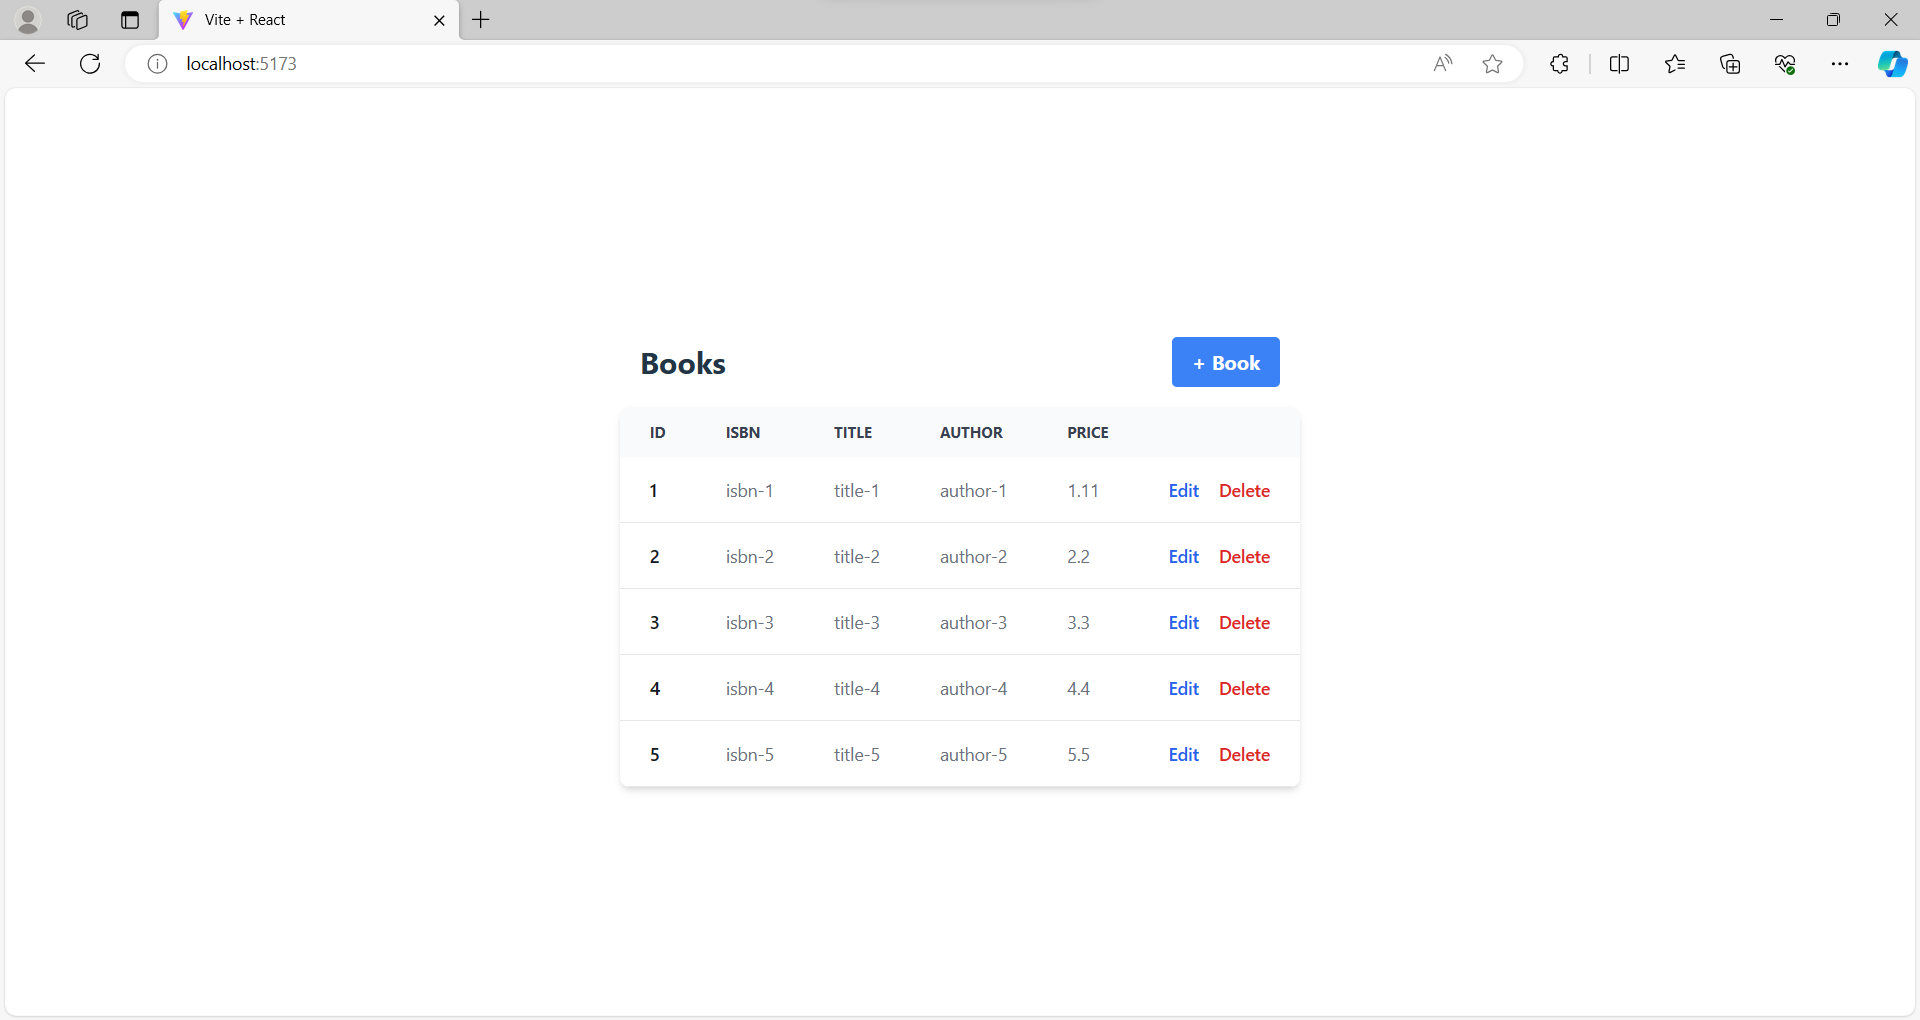 Vite + React
localhost:5173
Books
+ Book
ID ISBN TITLE AUTHOR PRICE
1 isbn-1 title-1 author-1 1.11 Edit Delete
2 isbn-2 title-2 author-2 2.2 Edit Delete
3 isbn-3 title-3 author-3 3.3 Edit Delete
4 isbn-4 title-4 author-4 4.4 Edit Delete
5 isbn-5 title-5 author-5 5.5 Edit Delete